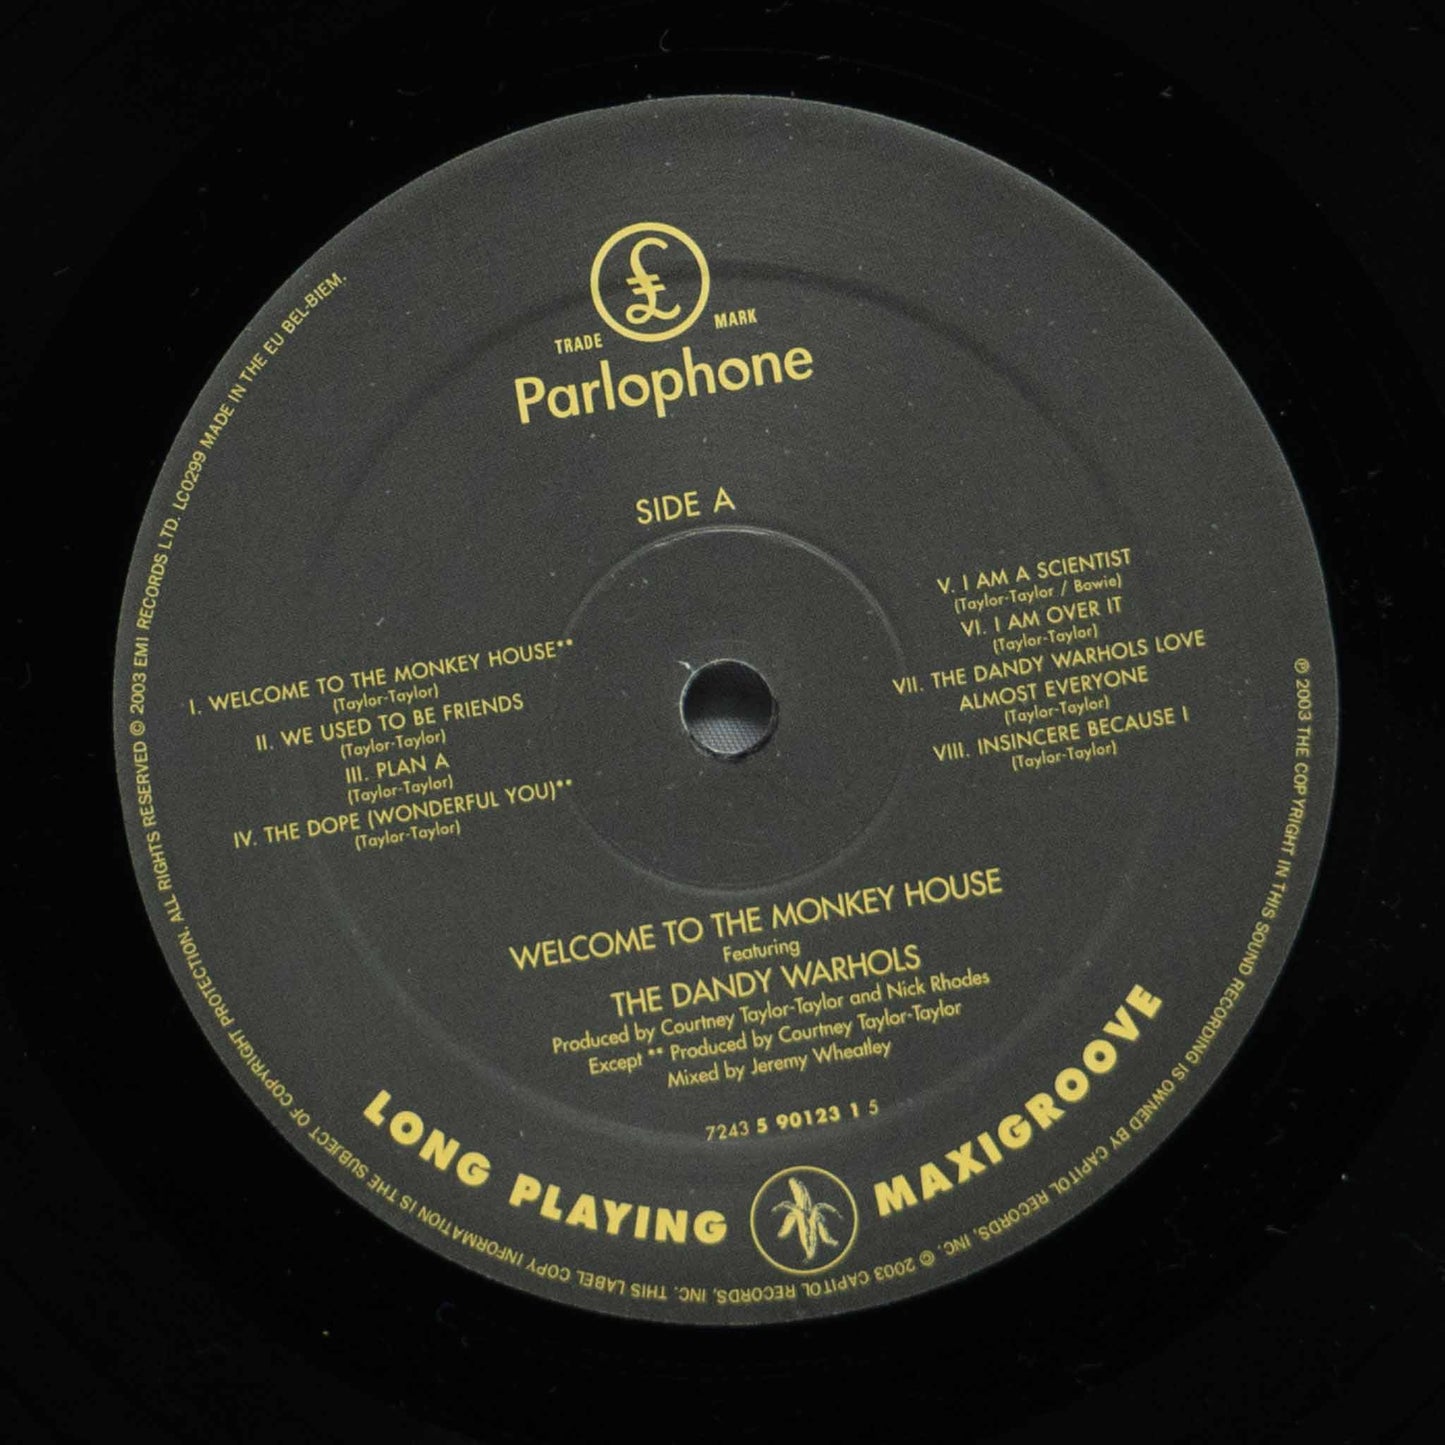 £
TRADE MARK
Parlophone
SIDE A
I. WELCOME TO THE MONKEY HOUSE**
(Taylor-Taylor)
II. WE USED TO BE FRIENDS
(Taylor-Taylor)
III. PLAN A
(Taylor-Taylor)
IV. THE DOPE (WONDERFUL YOU)**
(Taylor-Taylor)
V. I AM A SCIENTIST
(Taylor-Taylor / Bowie)
VI. I AM OVER IT
(Taylor-Taylor)
VII. THE DANDY WARHOLS LOVE
ALMOST EVERYONE
(Taylor-Taylor)
VIII. INSINCERE BECAUSE I
(Taylor-Taylor)
WELCOME TO THE MONKEY HOUSE
Featuring
THE DANDY WARHOLS
Produced by Courtney Taylor-Taylor and Nick Rhodes
Except ** Produced by Courtney Taylor-Taylor
Mixed by Jeremy Wheatley
7243 5 90123 1 5
LONG PLAYING MAXIGROOVE
℗ 2003 THE COPYRIGHT IN THIS SOUND RECORDING IS OWNED BY CAPITOL RECORDS, INC. © 2003 CAPITOL RECORDS, INC. THIS LABEL COPY INFORMATION IS THE SUBJECT OF COPYRIGHT PROTECTION. ALL RIGHTS RESERVED © 2003 EMI RECORDS LTD. LC0299 MADE IN THE EU BEL-BIEM.